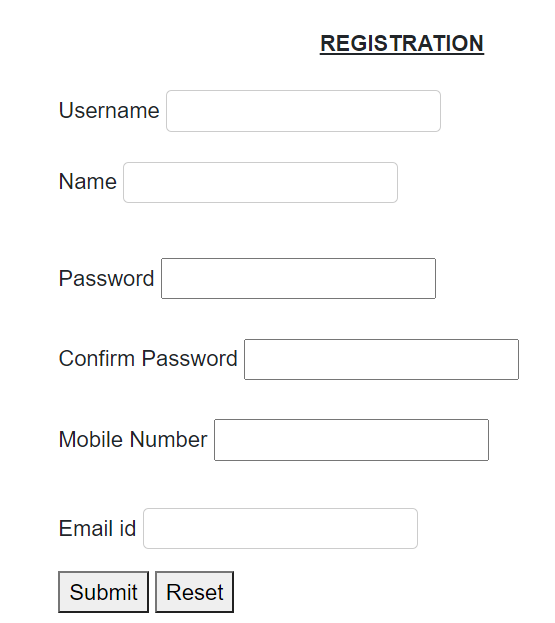 REGISTRATION
Username
Name
Password
Confirm Password
Mobile Number
Email id
Submit Reset